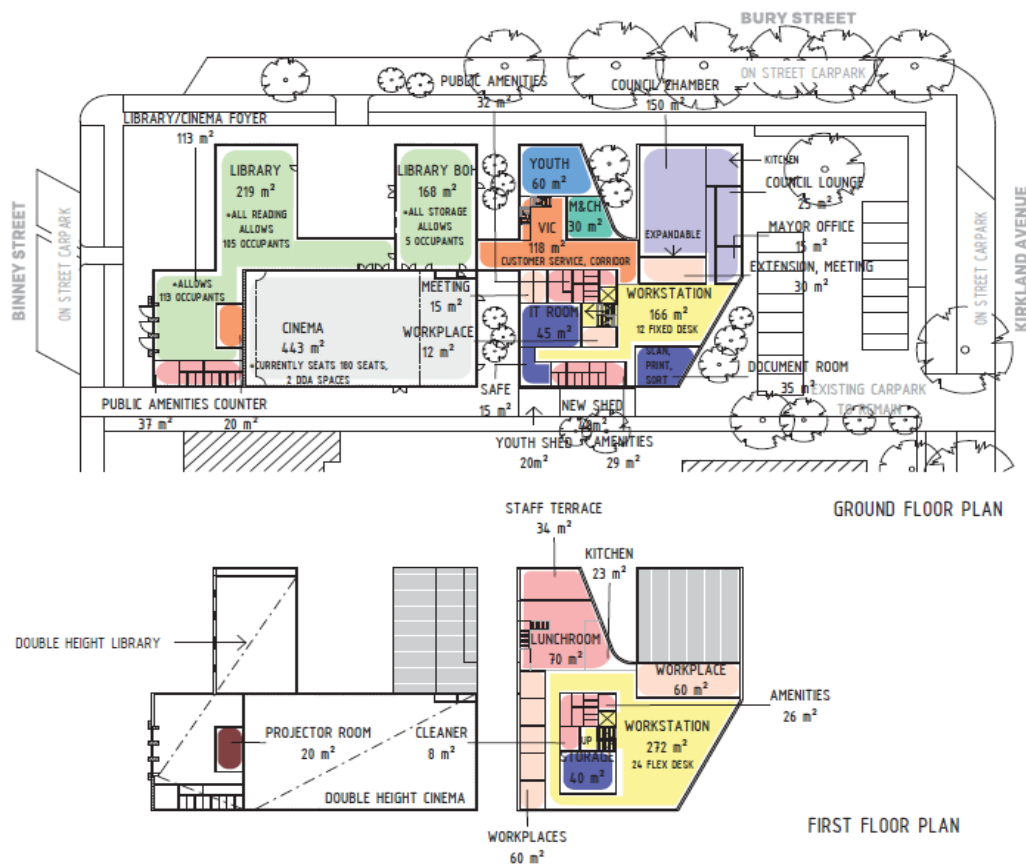 BURY STREET
ON STREET CARPARK
PUBLIC AMENITIES
32 m²
COUNCIL CHAMBER
150 m²
LIBRARY/CINEMA FOYER
113 m²
LIBRARY
219 m²
*ALL READING
ALLOWS
105 OCCUPANTS
LIBRARY BOH
168 m²
*ALL STORAGE
ALLOWS
5 OCCUPANTS
YOUTH
60 m²
M&CH
30 m²
VIC
118 m²
CUSTOMER SERVICE, CORRIDOR
EXPANDABLE
KITCHEN
COUNCIL LOUNGE
25 m²
MAYOR OFFICE
15 m²
EXTENSION, MEETING
30 m²
BINNEY STREET
ON STREET CARPARK
ON STREET CARPARK
KIRKLAND AVENUE
*ALLOWS
113 OCCUPANTS
CINEMA
443 m²
*CURRENTLY SEATS 180 SEATS,
2 DDA SPACES
MEETING
15 m²
WORKPLACE
12 m²
IT ROOM
45 m²
WORKSTATION
166 m²
12 FIXED DESK
SCAN,
PRINT,
SORT
DOCUMENT ROOM
35 m²
EXISTING CARPARK
TO REMAIN
SAFE
15 m²
PUBLIC AMENITIES
37 m²
COUNTER
20 m²
NEW SHED
YOUTH SHED
20m²
AMENITIES
29 m²
GROUND FLOOR PLAN
STAFF TERRACE
34 m²
KITCHEN
23 m²
DOUBLE HEIGHT LIBRARY
LUNCHROOM
70 m²
WORKPLACE
60 m²
AMENITIES
26 m²
PROJECTOR ROOM
20 m²
CLEANER
8 m²
UP
WORKSTATION
272 m²
24 FLEX DESK
STORAGE
40 m²
DOUBLE HEIGHT CINEMA
WORKPLACES
60 m²
FIRST FLOOR PLAN